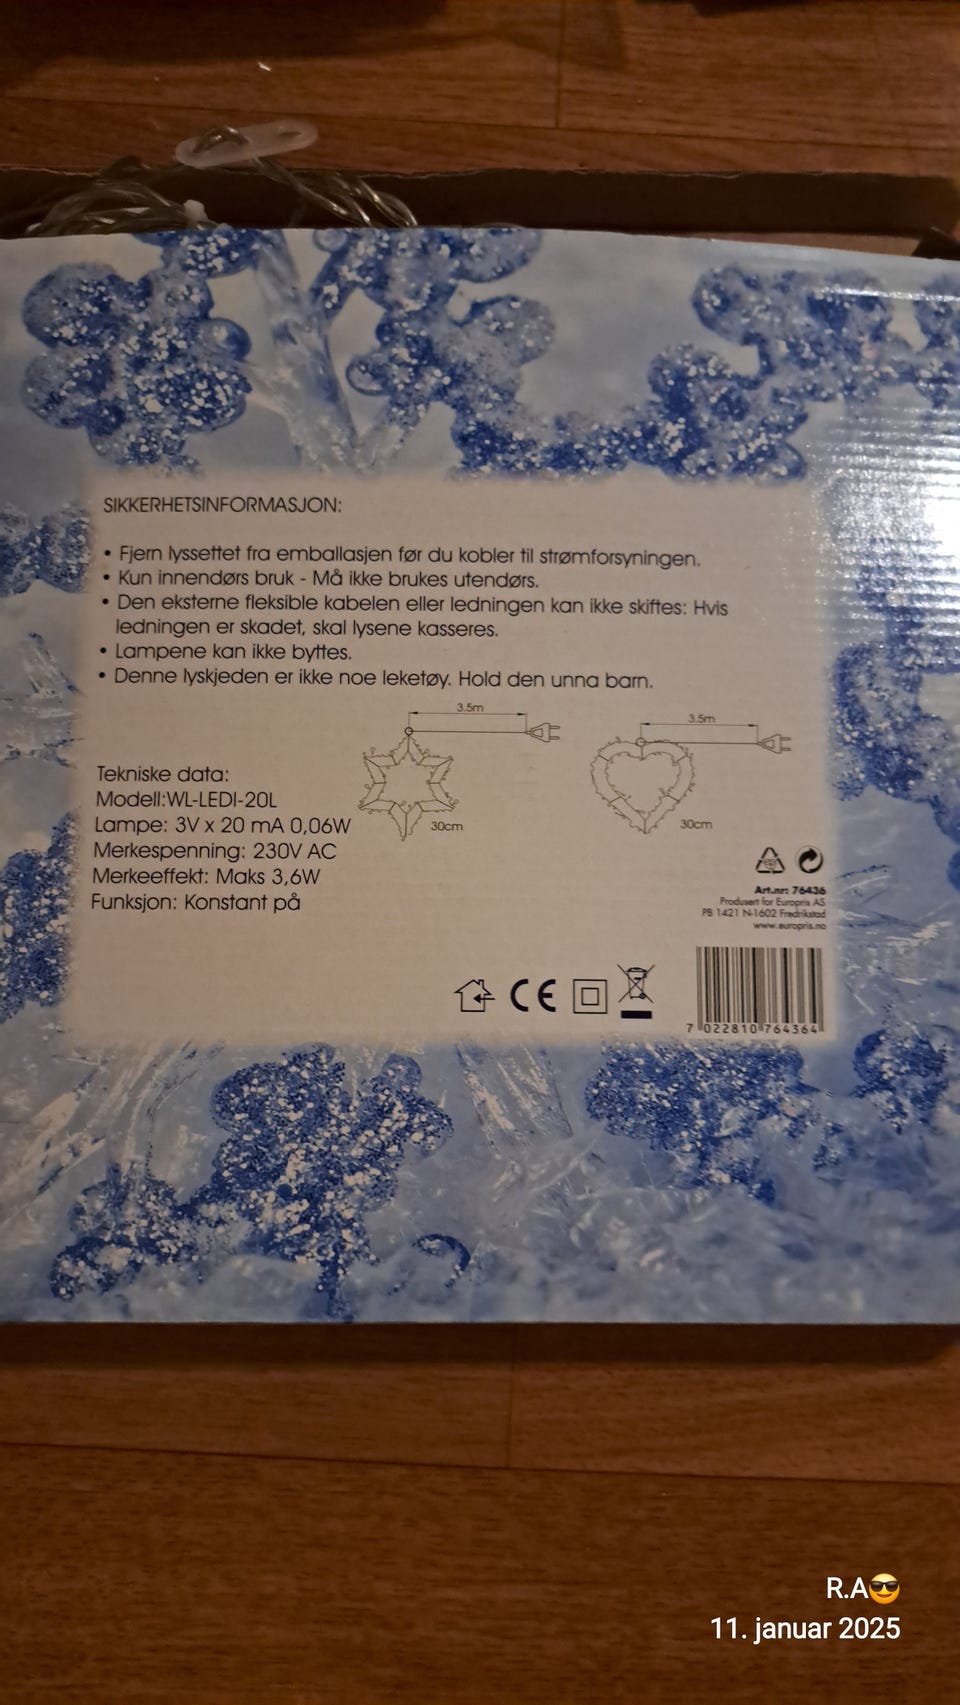 SIKKERHETSINFORMASJON:
• Fjern lyssettet fra emballasjen før du kobler til strømforsyningen.
• Kun innendørs bruk - Må ikke brukes utendørs.
• Den eksterne fleksible kabelen eller ledningen kan ikke skiftes: Hvis
ledningen er skadet, skal lysene kasseres.
• Lampene kan ikke byttes.
• Denne lyskjeden er ikke noe leketøy. Hold den unna barn.
3.5m
3.5m
30cm
30cm
Tekniske data:
Modell:WL-LEDI-20L
Lampe: 3V x 20 mA 0,06W
Merkespenning: 230V AC
Merkeeffekt: Maks 3,6W
Funksjon: Konstant på
Art.nr: 76436
Produsert for Europris AS
PB 1421 N-1602 Fredrikstad
www.europris.no
CE
7 022810 764364
R.A😎
11. januar 2025